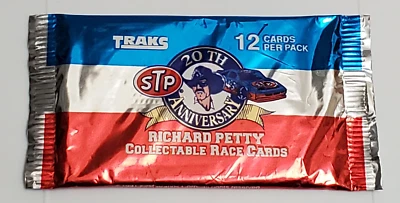 TRAKS
12 CARDS
PER PACK
20TH
STP
ANNIVERSARY
RICHARD PETTY
COLLECTABLE RACE CARDS